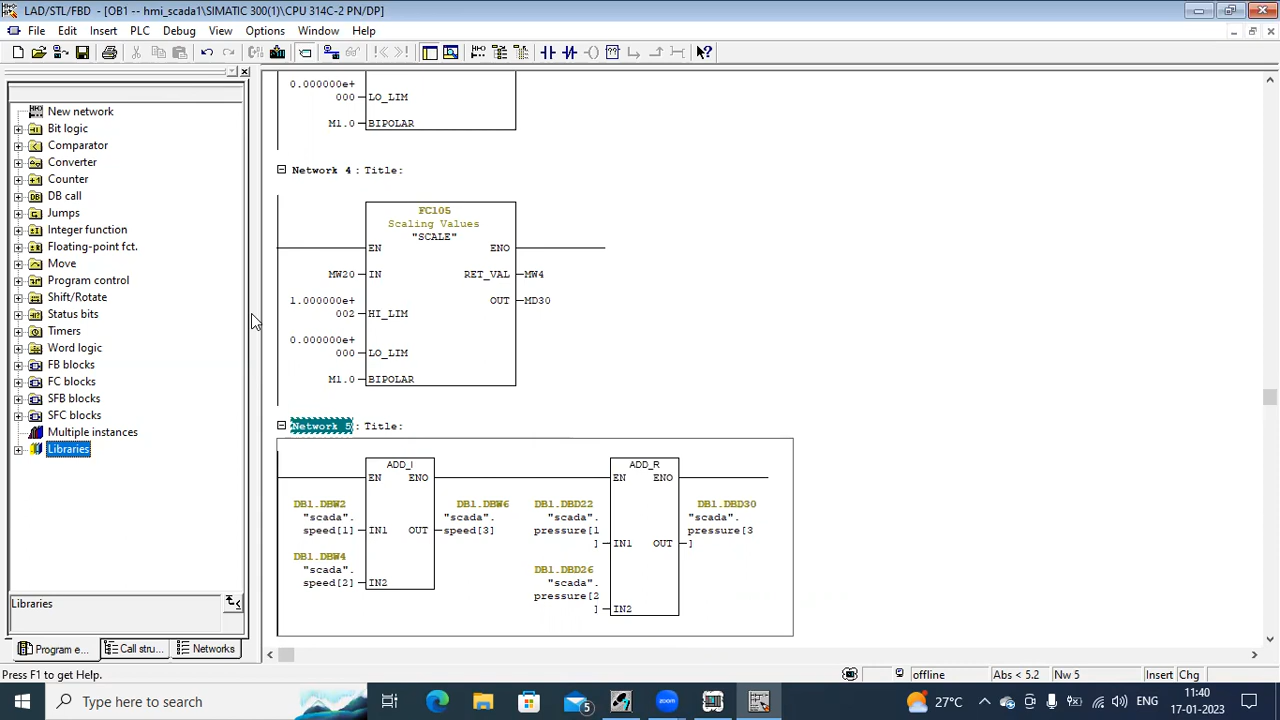 LAD/STL/FBD - [OB1 -- hmi_scada1\SIMATIC 300(1)\CPU 314C-2 PN/DP]
File Edit Insert PLC Debug View Options Window Help
New network
Bit logic
Comparator
Converter
Counter
DB call
Jumps
Integer function
Floating-point fct.
Move
Program control
Shift/Rotate
Status bits
Timers
Word logic
FB blocks
FC blocks
SFB blocks
SFC blocks
Multiple instances
Libraries
Libraries
Program e... Call stru... Networks
0.000000e+
000 LO_LIM
M1.0 BIPOLAR
Network 4 : Title:
FC105
Scaling Values
"SCALE"
EN ENO
MW20 IN RET_VAL MW4
1.000000e+ OUT MD30
002 HI_LIM
0.000000e+
000 LO_LIM
M1.0 BIPOLAR
Network 5 : Title:
ADD_I ADD_R
EN ENO EN ENO
DB1.DBW2 DB1.DBW6 DB1.DBD22 DB1.DBD30
"scada". "scada". "scada". "scada".
speed[1] IN1 OUT speed[3] pressure[1 pressure[3
] IN1 OUT ]
DB1.DBW4 DB1.DBD26
"scada". "scada".
speed[2] IN2 pressure[2
] IN2
Press F1 to get Help. offline Abs < 5.2 Nw 5 Insert Chg
Type here to search 5 zoom 27°C ENG 11:40
17-01-2023